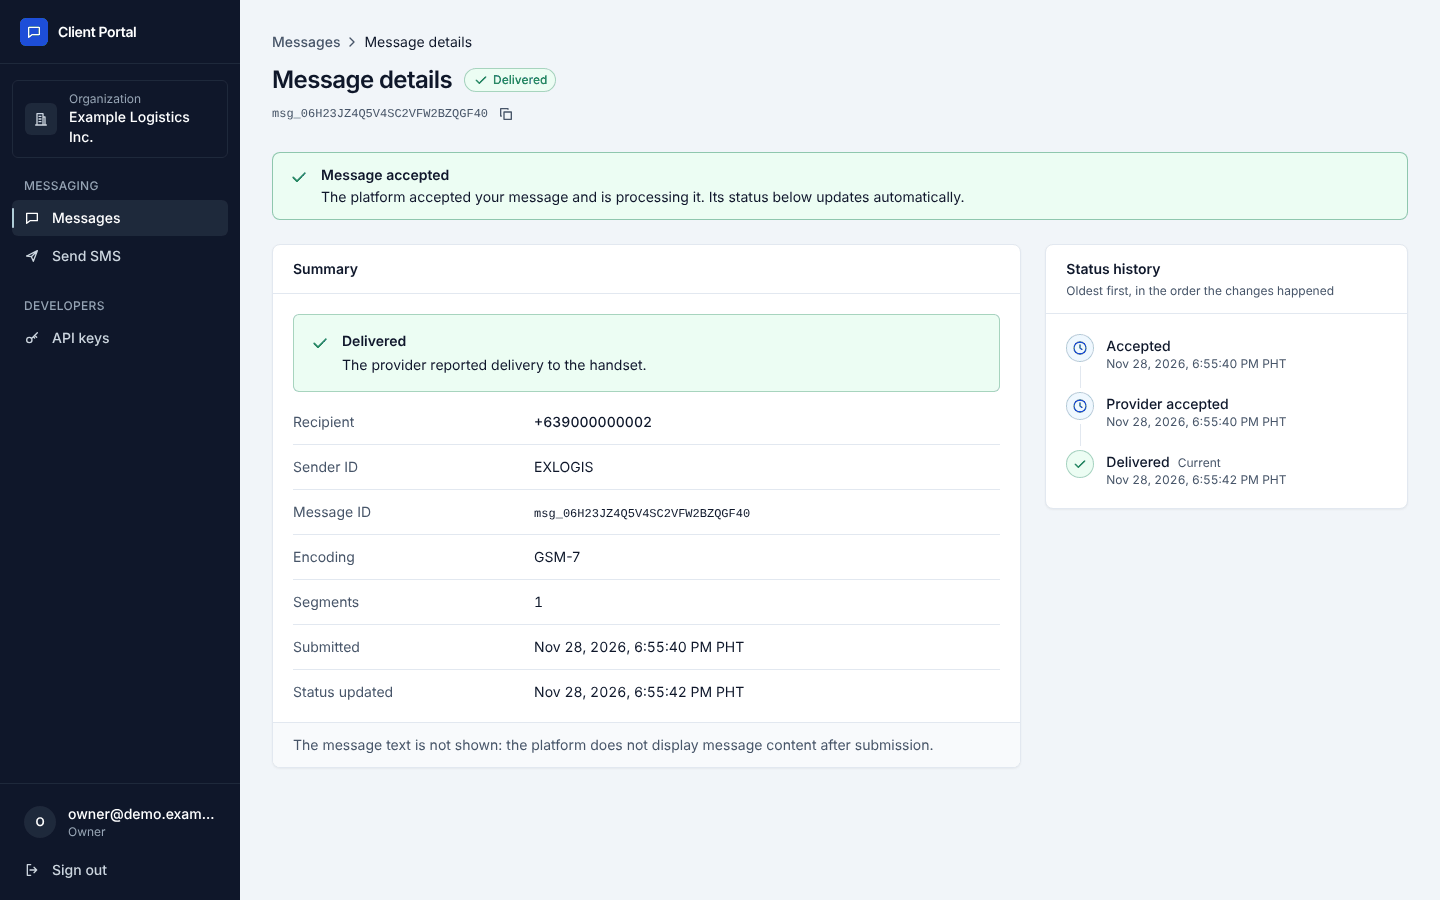 Client Portal
Organization
Example Logistics
Inc.
MESSAGING
Messages
Send SMS
DEVELOPERS
API keys
owner@demo.exam...
O
Owner
Sign out
Messages > Message details
Message details
Delivered
msg_06H23JZ4Q5V4SC2VFW2BZQGF40
Message accepted
The platform accepted your message and is processing it. Its status below updates automatically.
Summary
Delivered
The provider reported delivery to the handset.
Recipient +639000000002
Sender ID EXLOGIS
Message ID msg_06H23JZ4Q5V4SC2VFW2BZQGF40
Encoding GSM-7
Segments 1
Submitted Nov 28, 2026, 6:55:40 PM PHT
Status updated Nov 28, 2026, 6:55:42 PM PHT
The message text is not shown: the platform does not display message content after submission.
Status history
Oldest first, in the order the changes happened
Accepted
Nov 28, 2026, 6:55:40 PM PHT
Provider accepted
Nov 28, 2026, 6:55:40 PM PHT
Delivered Current
Nov 28, 2026, 6:55:42 PM PHT